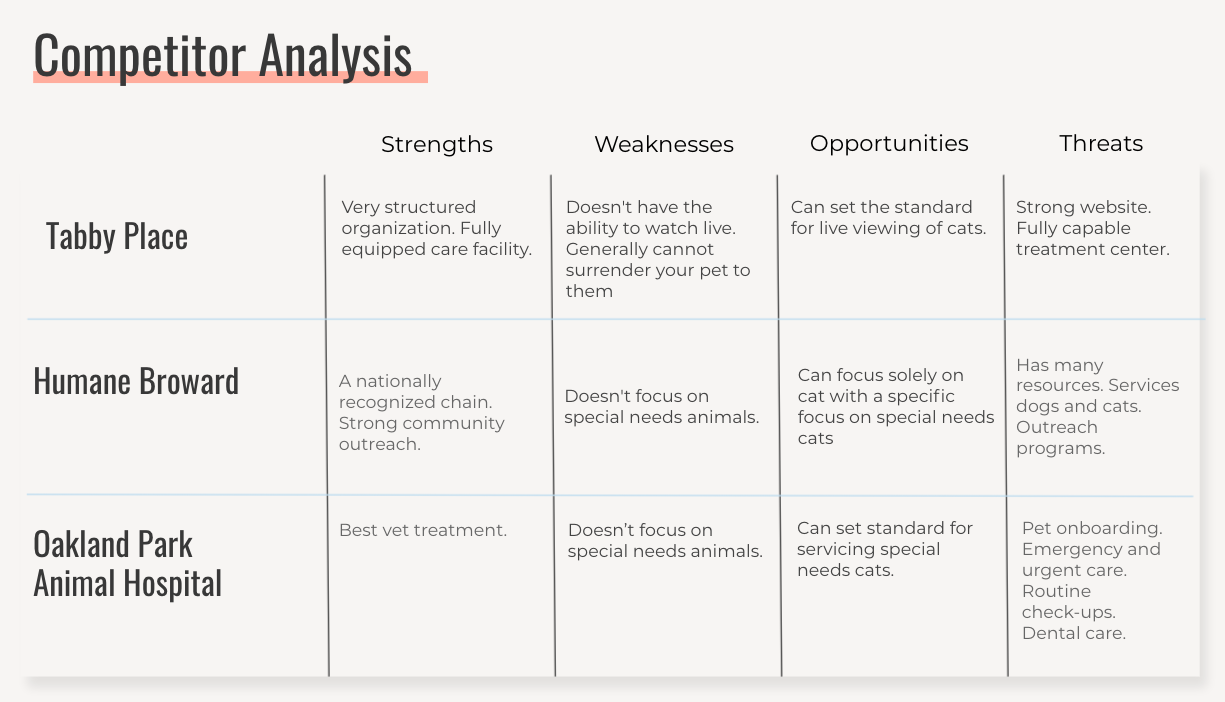 Competitor Analysis
Strengths
Weaknesses
Opportunities
Threats
Tabby Place
Very structured
organization. Fully
equipped care facility.
Doesn't have the
ability to watch live.
Generally cannot
surrender your pet to
them
Can set the standard
for live viewing of cats.
Strong website.
Fully capable
treatment center.
Humane Broward
A nationally
recognized chain.
Strong community
outreach.
Doesn't focus on
special needs animals.
Can focus solely on
cat with a specific
focus on special needs
cats
Has many
resources. Services
dogs and cats.
Outreach
programs.
Oakland Park
Animal Hospital
Best vet treatment.
Doesn’t focus on
special needs animals.
Can set standard for
servicing special
needs cats.
Pet onboarding.
Emergency and
urgent care.
Routine
check-ups.
Dental care.